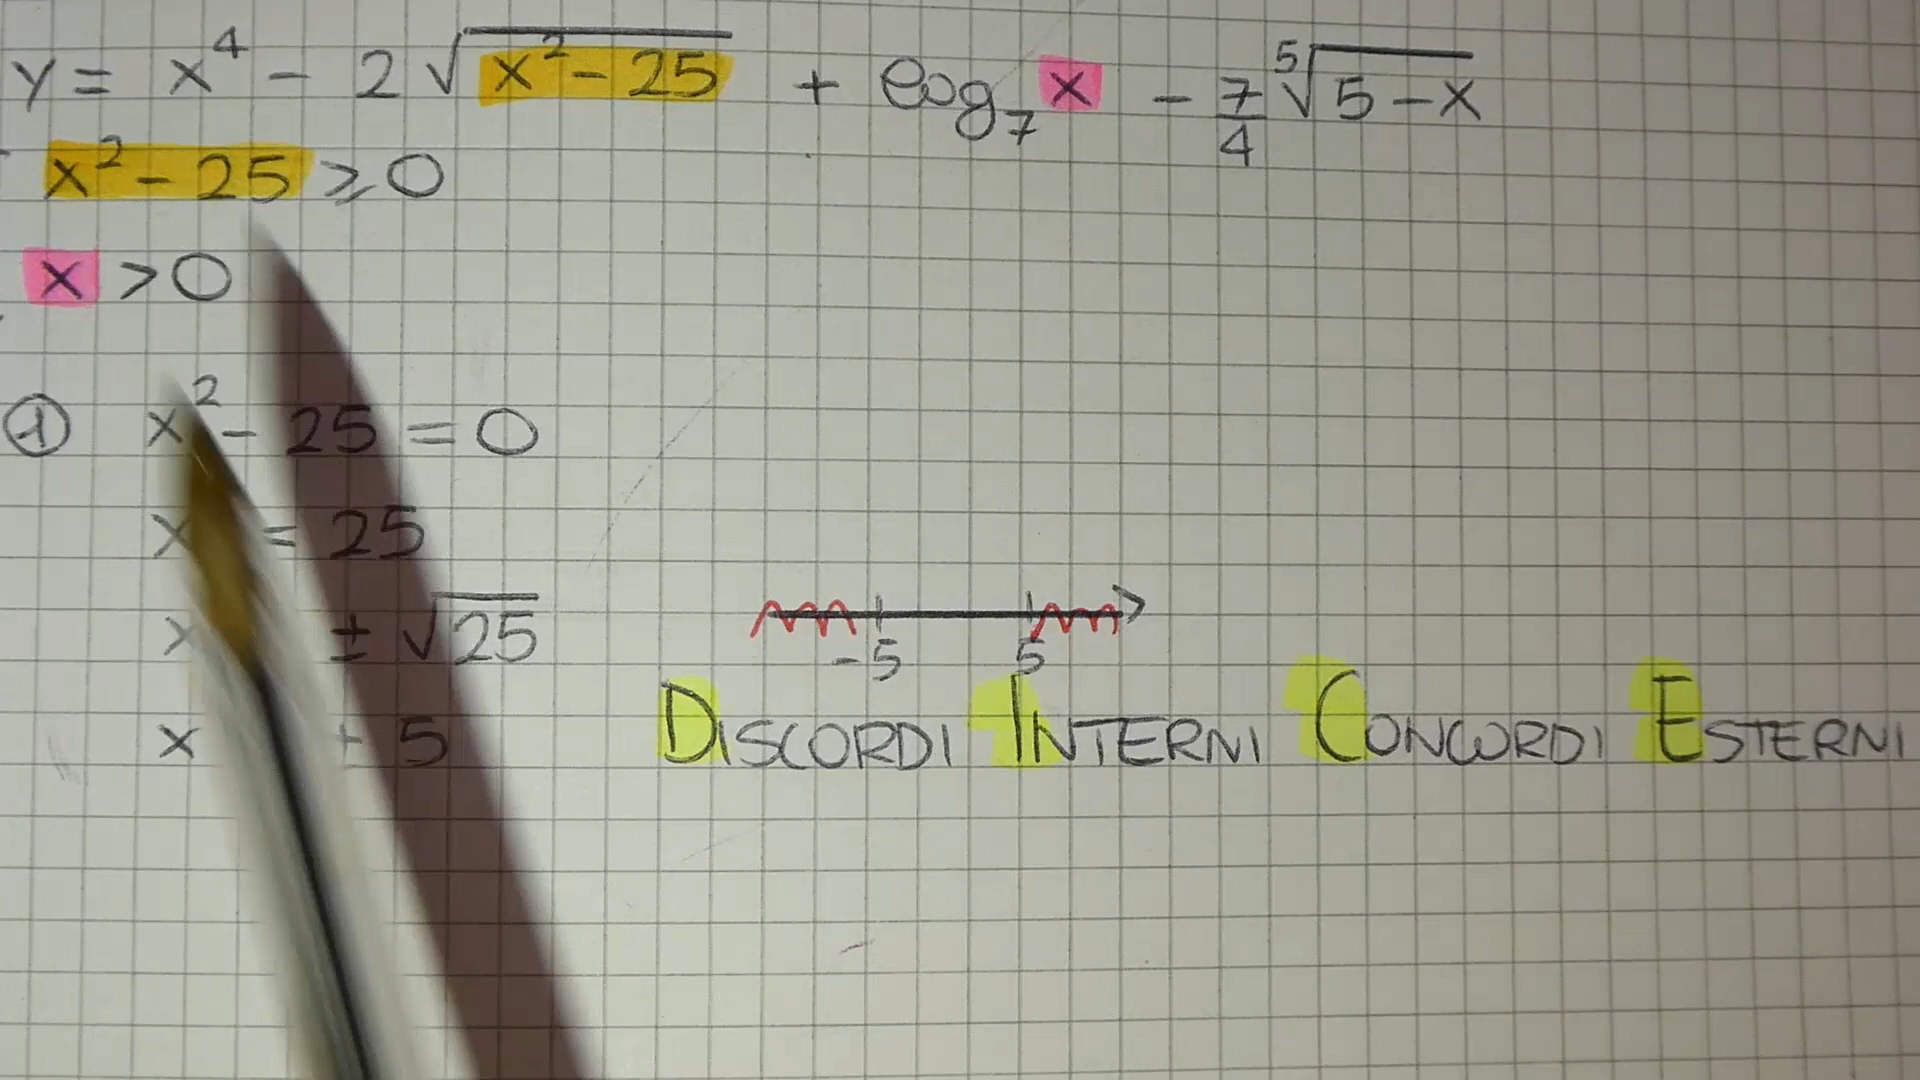 y = x⁴ - 2√(x² - 25) + log₇ x - 7/4 ⁵√(5 - x)
x² - 25 ≥ 0
x > 0
① x² - 25 = 0
x = 25
x ± √25
x 5
-5 5
DISCORDI INTERNI CONCORDI ESTERNI